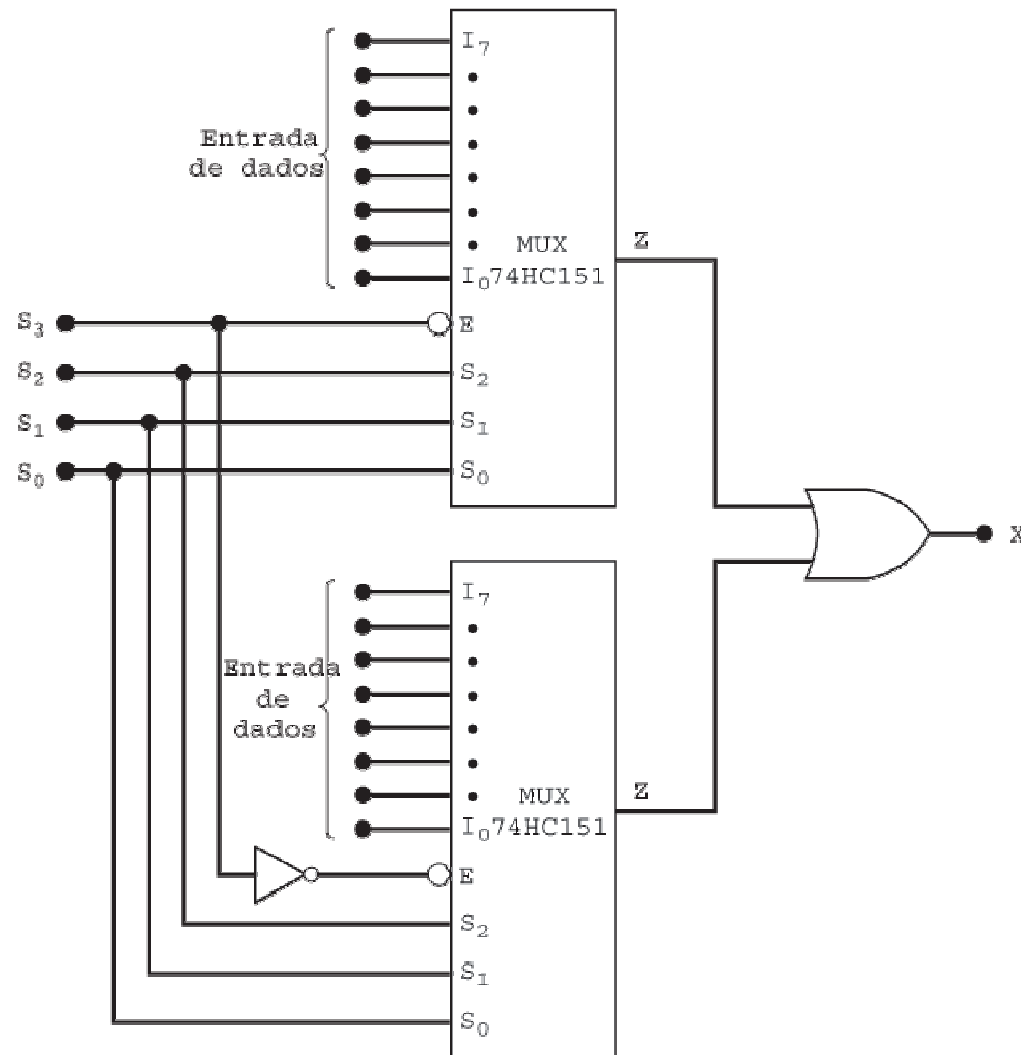 I7
Entrada
de dados
MUX
Z
I0 74HC151
S3
E
S2
S2
S1
S1
S0
S0
X
I7
Entrada
de
dados
MUX
Z
I0 74HC151
E
S2
S1
S0